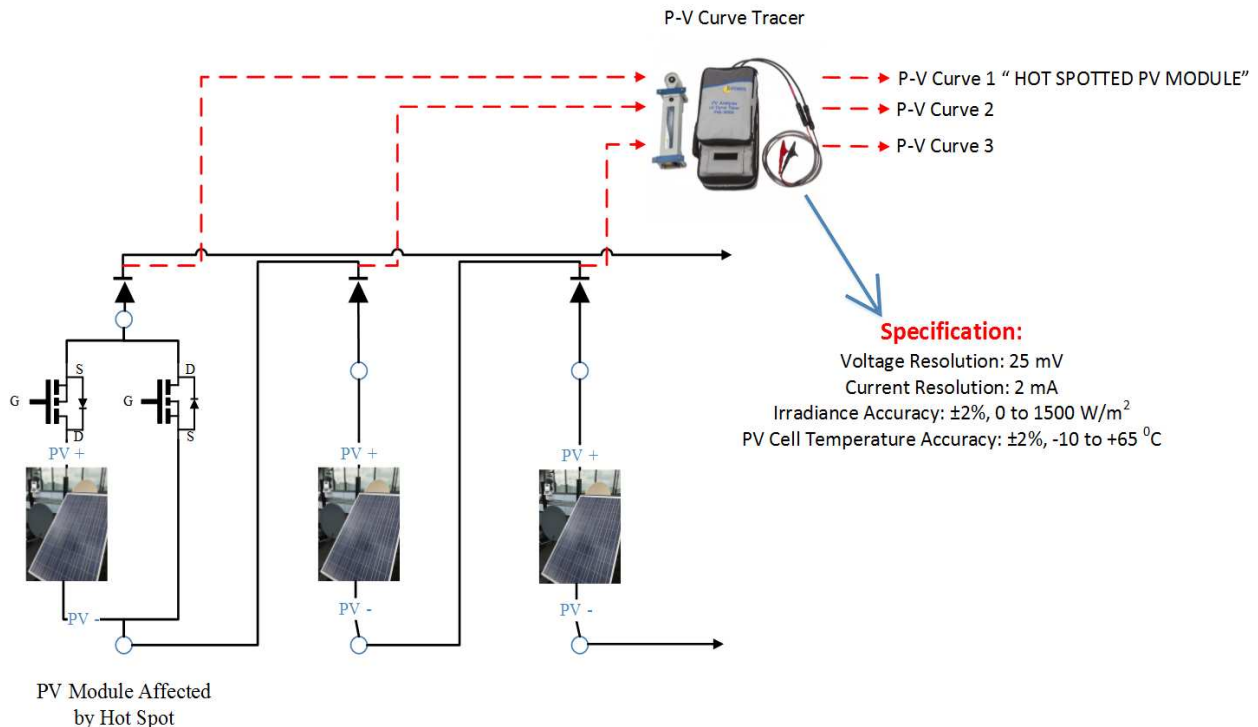 P-V Curve Tracer
P-V Curve 1 “ HOT SPOTTED PV MODULE”
P-V Curve 2
P-V Curve 3
Specification:
Voltage Resolution: 25 mV
Current Resolution: 2 mA
Irradiance Accuracy: ±2%, 0 to 1500 W/m²
PV Cell Temperature Accuracy: ±2%, -10 to +65 ⁰C
S
D
G
G
D
S
PV +
PV +
PV +
PV -
PV -
PV -
PV Module Affected
by Hot Spot